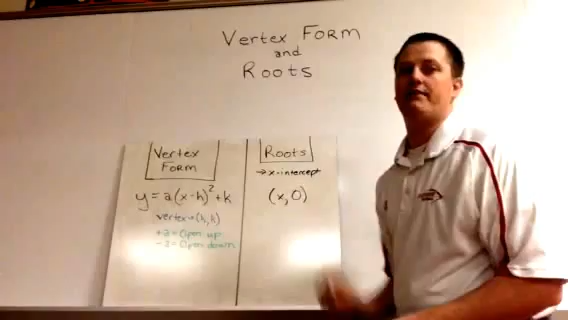 Vertex FORM
and
Roots
Vertex
FORM
y=a(x-h)²+k
vertex=(h,k)
+a=Open up
-a=Open down
Roots
→x-intercept
(x,0)